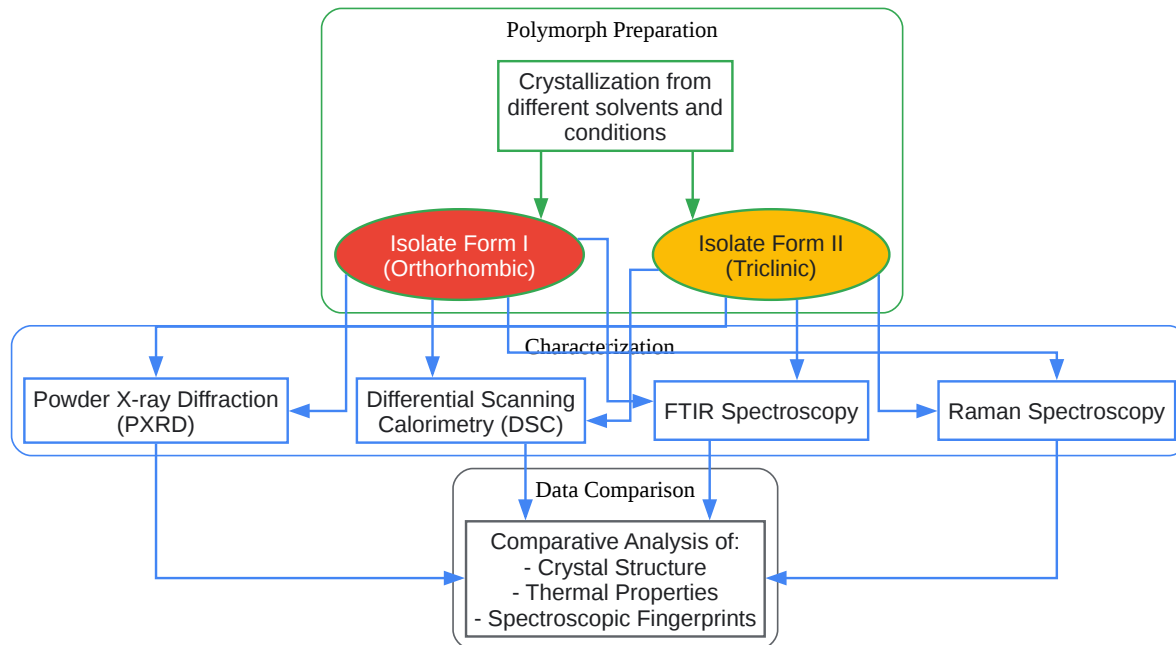 Polymorph Preparation
Crystallization from
different solvents and
conditions
Isolate Form I
(Orthorhombic)
Isolate Form II
(Triclinic)
Characterization
Powder X-ray Diffraction
(PXRD)
Differential Scanning
Calorimetry (DSC)
FTIR Spectroscopy
Raman Spectroscopy
Data Comparison
Comparative Analysis of:
- Crystal Structure
- Thermal Properties
- Spectroscopic Fingerprints